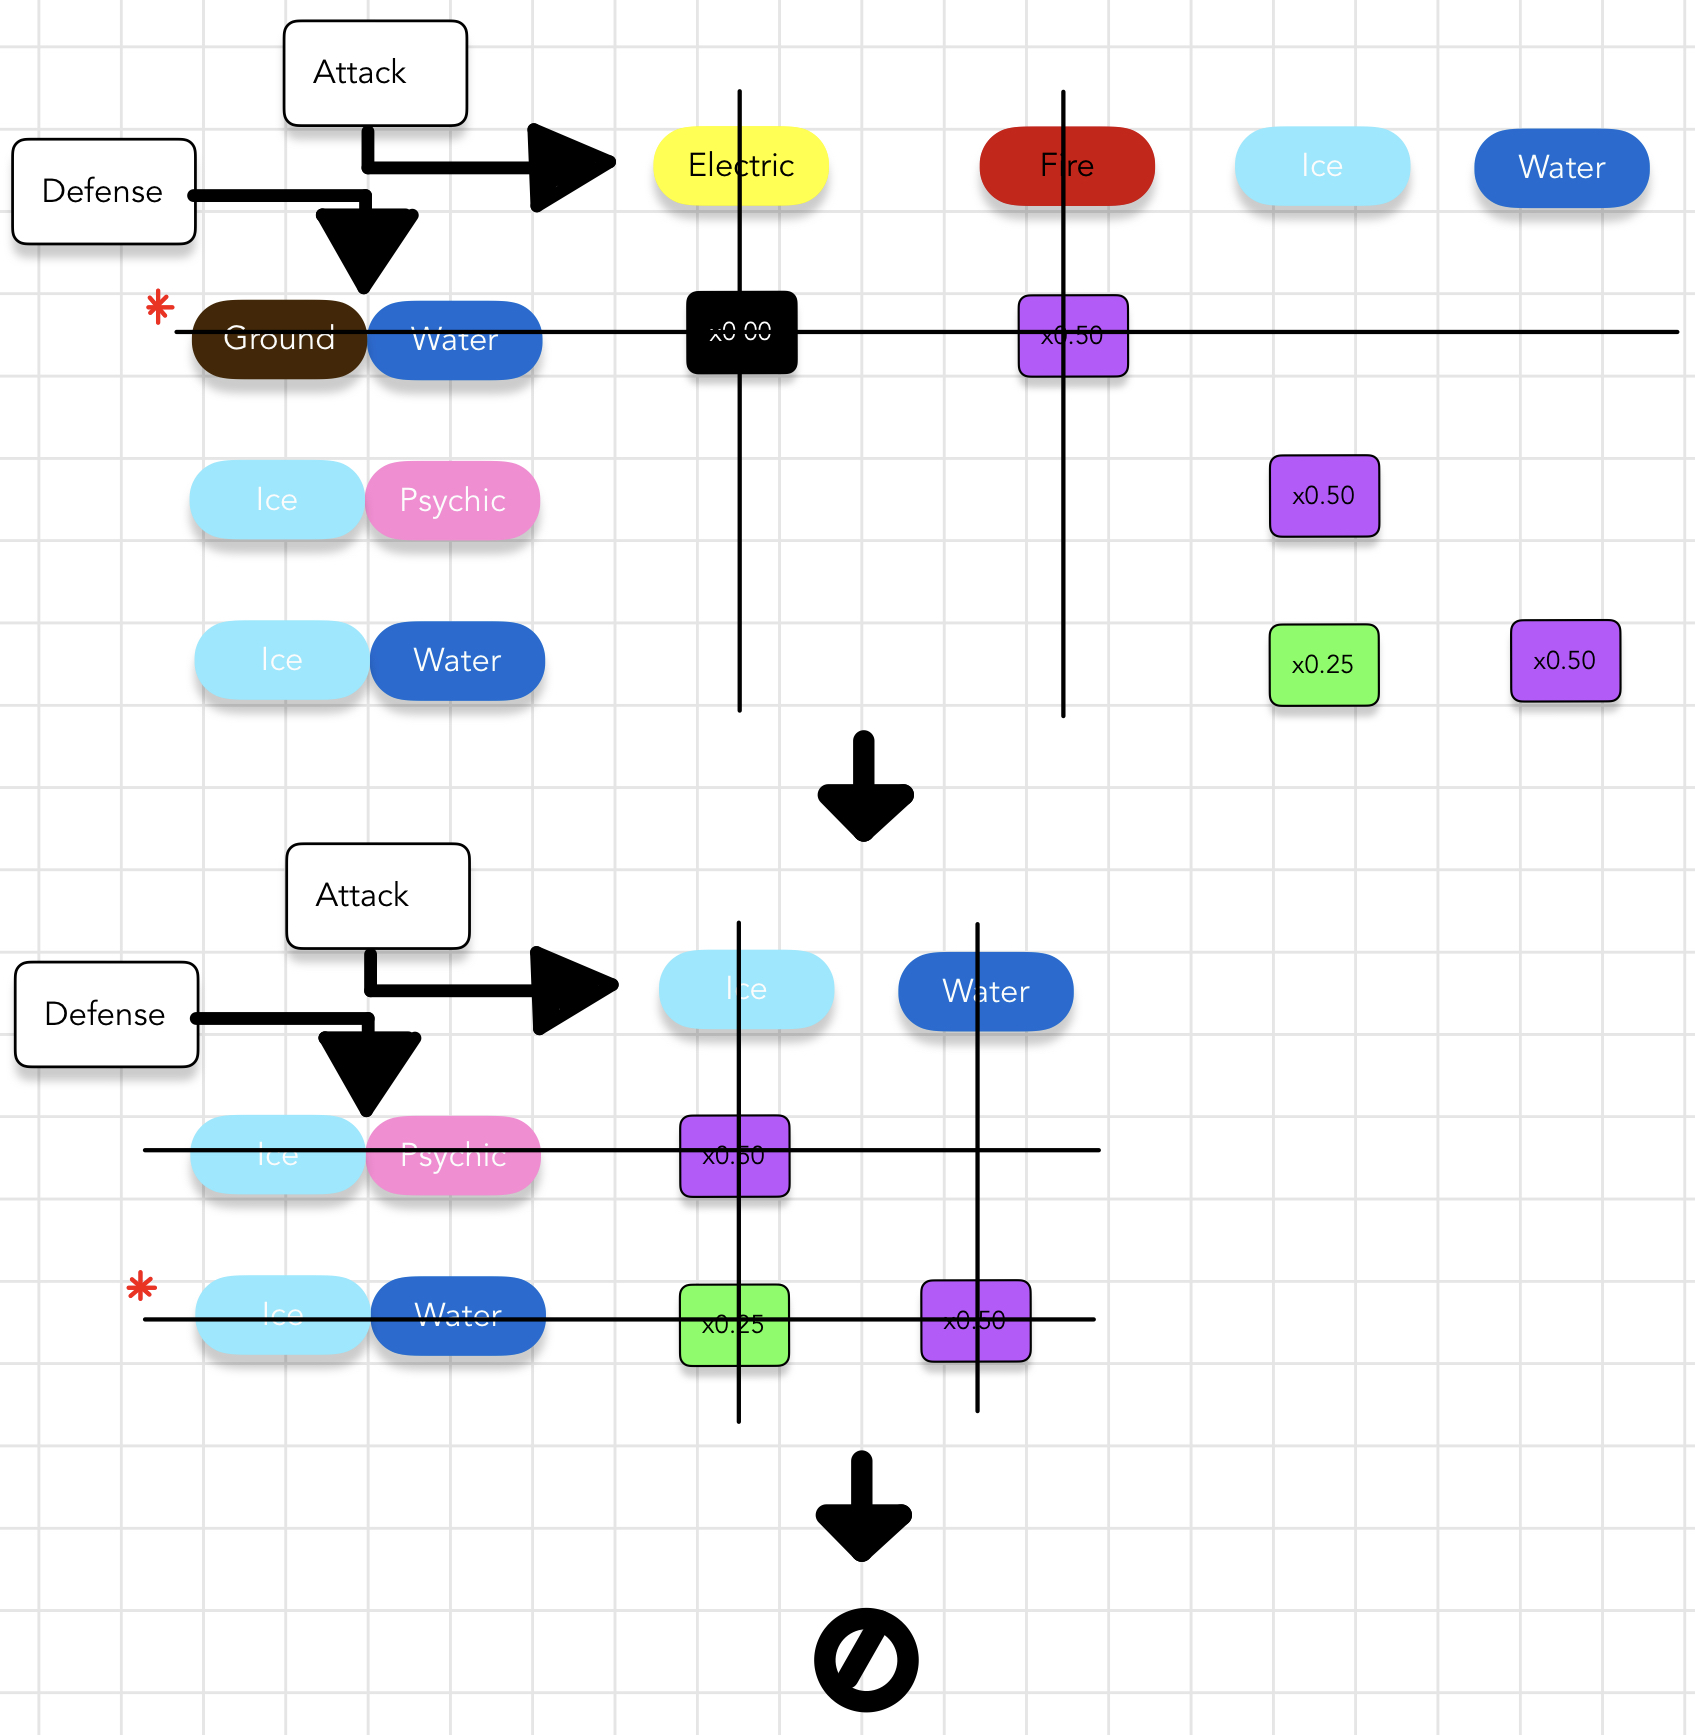 Attack
Defense
Electric Fire Ice Water
* Ground Water x0.00 x0.50
Ice Psychic x0.50
Ice Water x0.25 x0.50
Attack
Defense
Ice Water
Ice Psychic x0.50
* Ice Water x0.25 x0.50